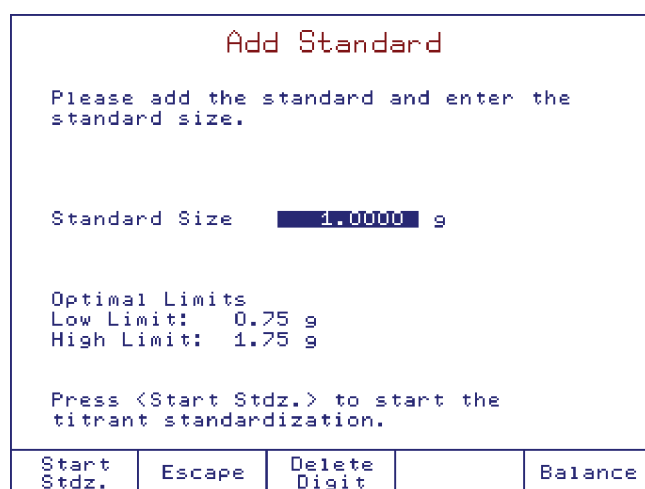 Add Standard
Please add the standard and enter the
standard size.
Standard Size 1.0000 g
Optimal Limits
Low Limit: 0.75 g
High Limit: 1.75 g
Press <Start Stdz.> to start the
titrant standardization.
Start Stdz.
Escape
Delete Digit
Balance